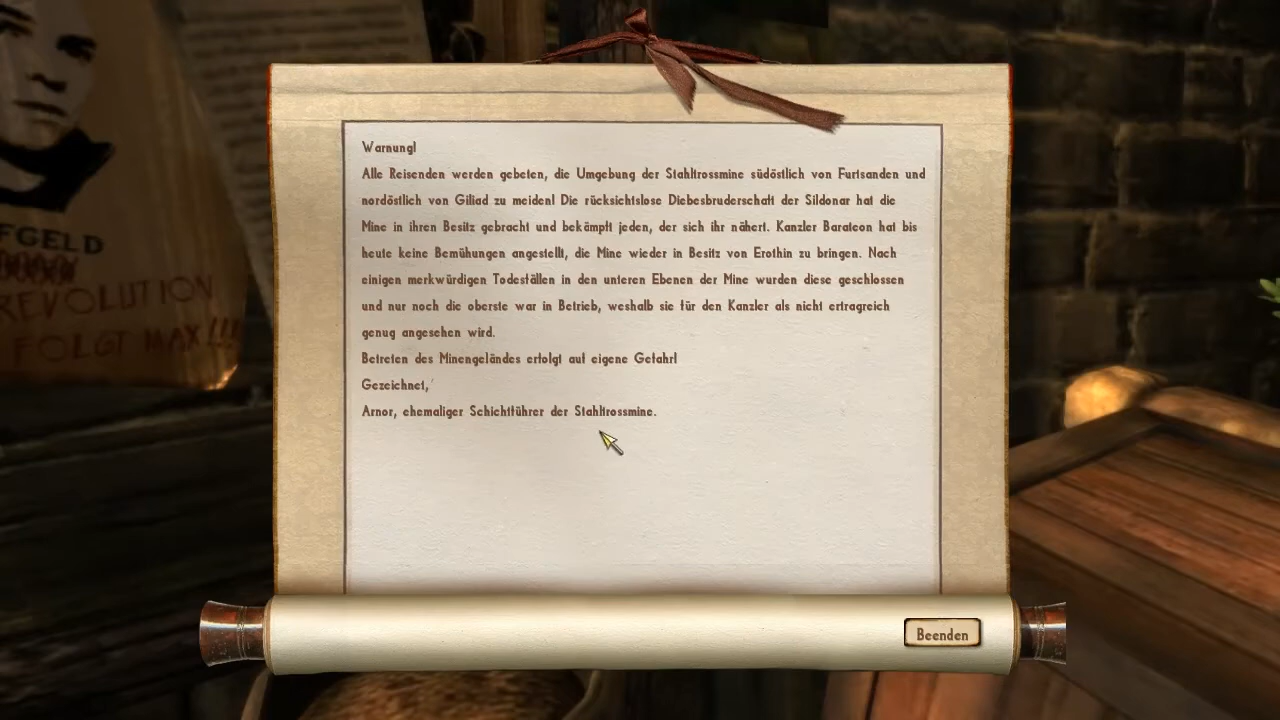 FGELD
REVOLUTION
FOLGT MAX!!!
Warnung!
Alle Reisenden werden gebeten, die Umgebung der Stahltrossmine südöstlich von Furtsanden und
nordöstlich von Giliad zu meiden! Die rücksichtslose Diebesbruderschaft der Sildonar hat die
Mine in ihren Besitz gebracht und bekämpft jeden, der sich ihr nähert. Kanzler Barateon hat bis
heute keine Bemühungen angestellt, die Mine wieder in Besitz von Erothin zu bringen. Nach
einigen merkwürdigen Todesfällen in den unteren Ebenen der Mine wurden diese geschlossen
und nur noch die oberste war in Betrieb, weshalb sie für den Kanzler als nicht ertragreich
genug angesehen wird.
Betreten des Minengeländes erfolgt auf eigene Gefahr!
Gezeichnet,
Arnor, ehemaliger Schichtführer der Stahltrossmine.
Beenden